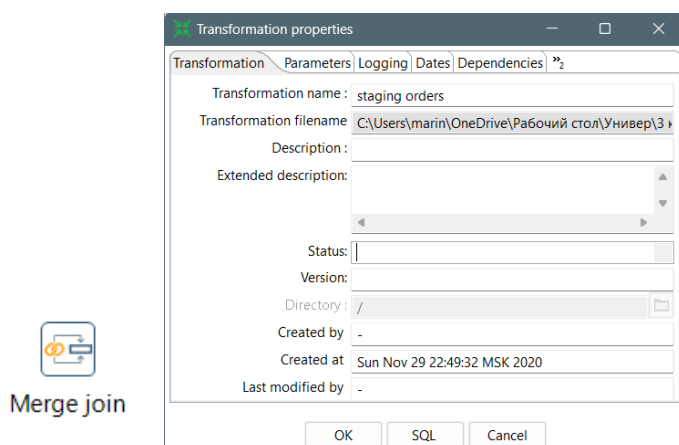 Transformation properties
Transformation Parameters Logging Dates Dependencies »2
Transformation name : staging orders
Transformation filename C:\Users\marin\OneDrive\Рабочий стол\Универ\3 к
Description :
Extended description:
Status:
Version:
Directory : /
Created by -
Created at Sun Nov 29 22:49:32 MSK 2020
Last modified by -
OK SQL Cancel
Merge join